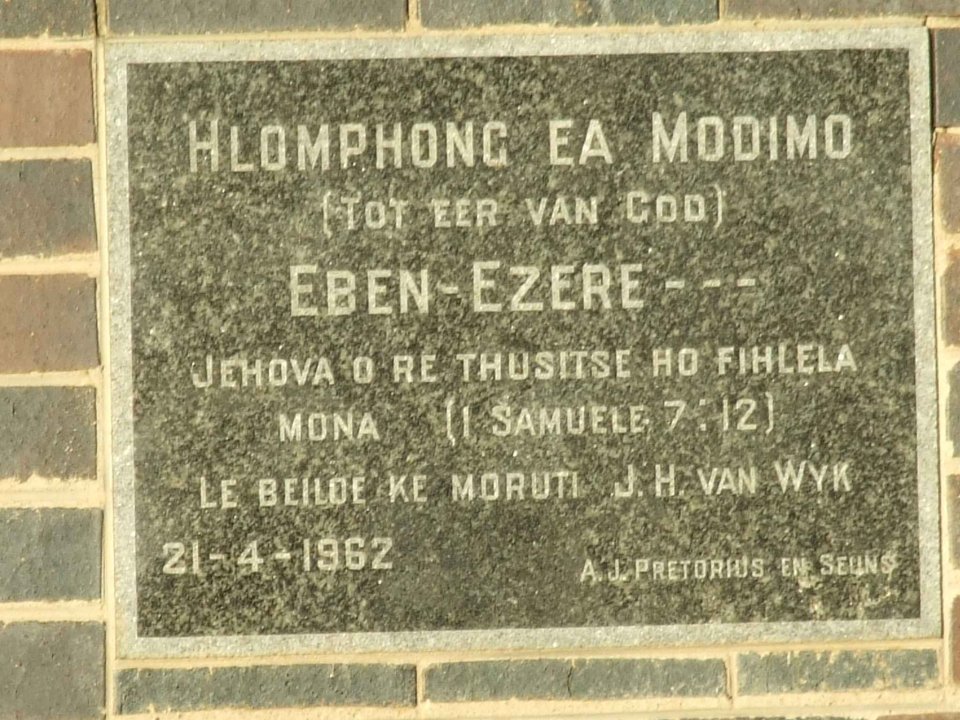 HLOMPHONG EA MODIMO
(TOT EER VAN GOD)
EBEN-EZERE ---
JEHOVA O RE THUSITSE HO FIHLELA
MONA (I SAMUELE 7:12)
LE BEILOE KE MORUTI J.H. VAN WYK
21-4-1962
A.J. PRETORIUS EN SEUNS